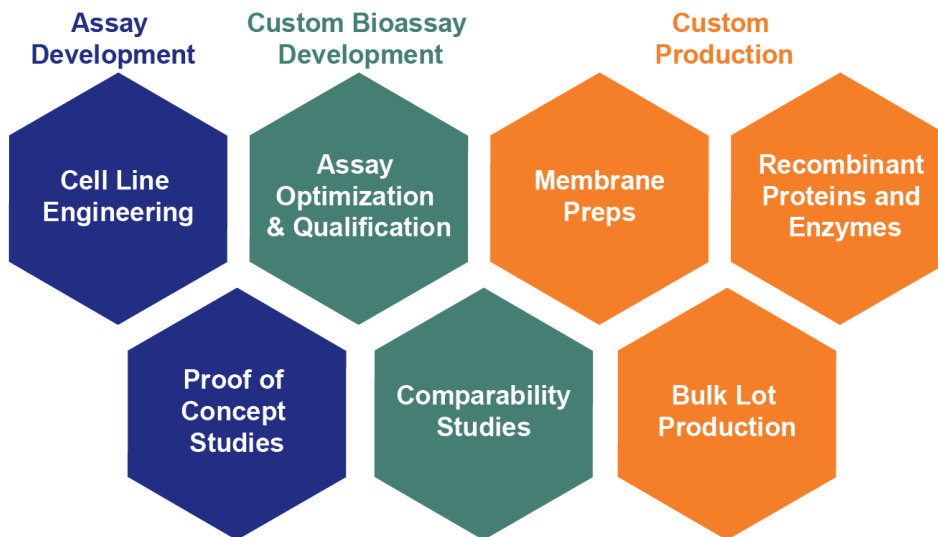 Assay
Development
Custom Bioassay
Development
Custom
Production
Cell Line
Engineering
Assay
Optimization
& Qualification
Membrane
Preps
Recombinant
Proteins and
Enzymes
Proof of
Concept
Studies
Comparability
Studies
Bulk Lot
Production